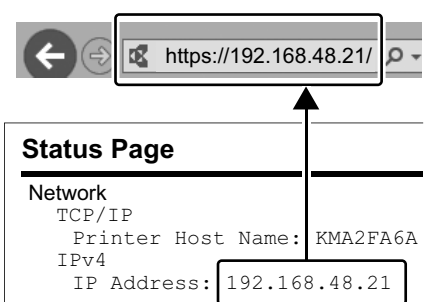 https://192.168.48.21/
Status Page
Network
TCP/IP
Printer Host Name: KMA2FA6A
IPv4
IP Address: 192.168.48.21